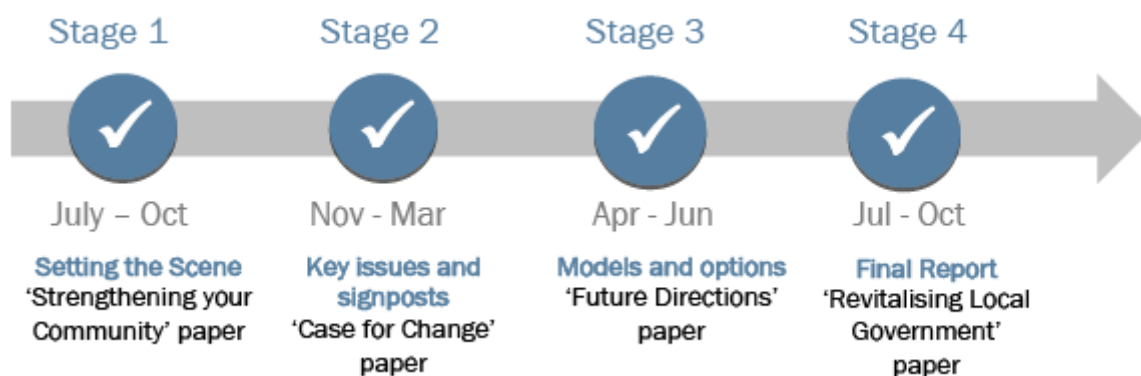 Stage 1
July – Oct
Setting the Scene
‘Strengthening your
Community’ paper
Stage 2
Nov - Mar
Key issues and
signposts
‘Case for Change’
paper
Stage 3
Apr - Jun
Models and options
‘Future Directions’
paper
Stage 4
Jul - Oct
Final Report
‘Revitalising Local
Government’
paper